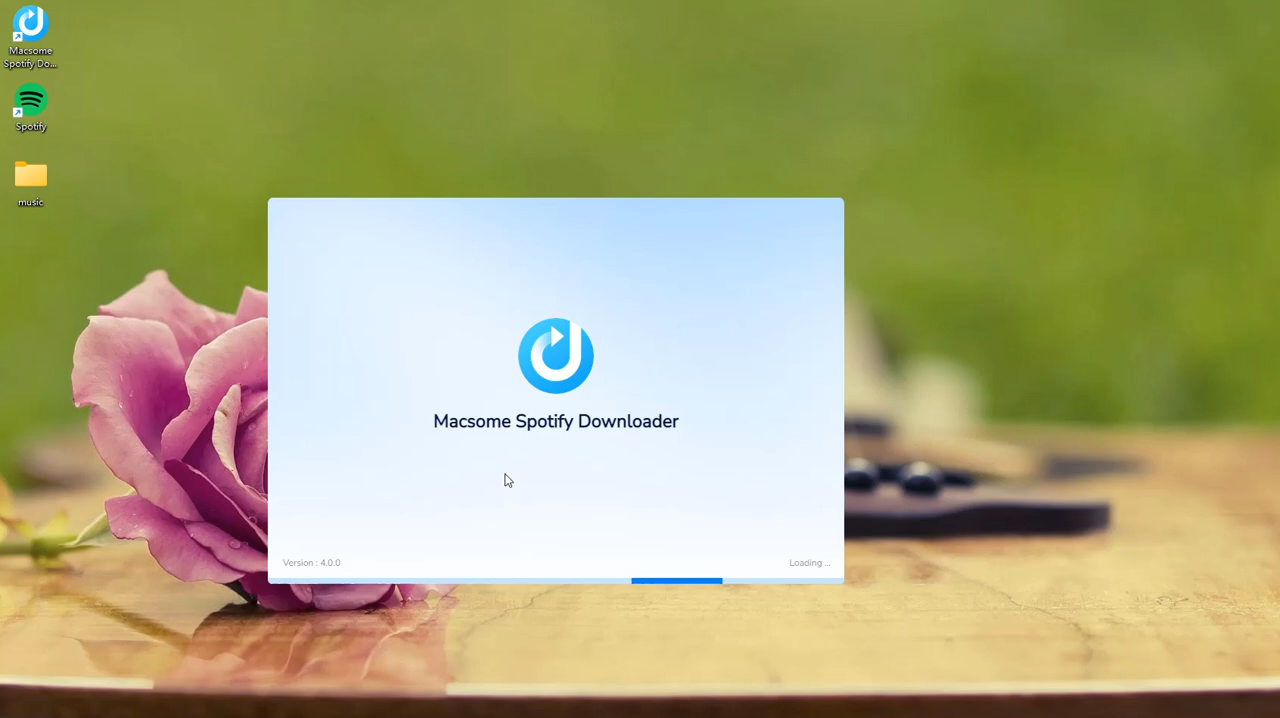 Macsome
Spotify Do...
Spotify
music
Macsome Spotify Downloader
Version : 4.0.0
Loading ...